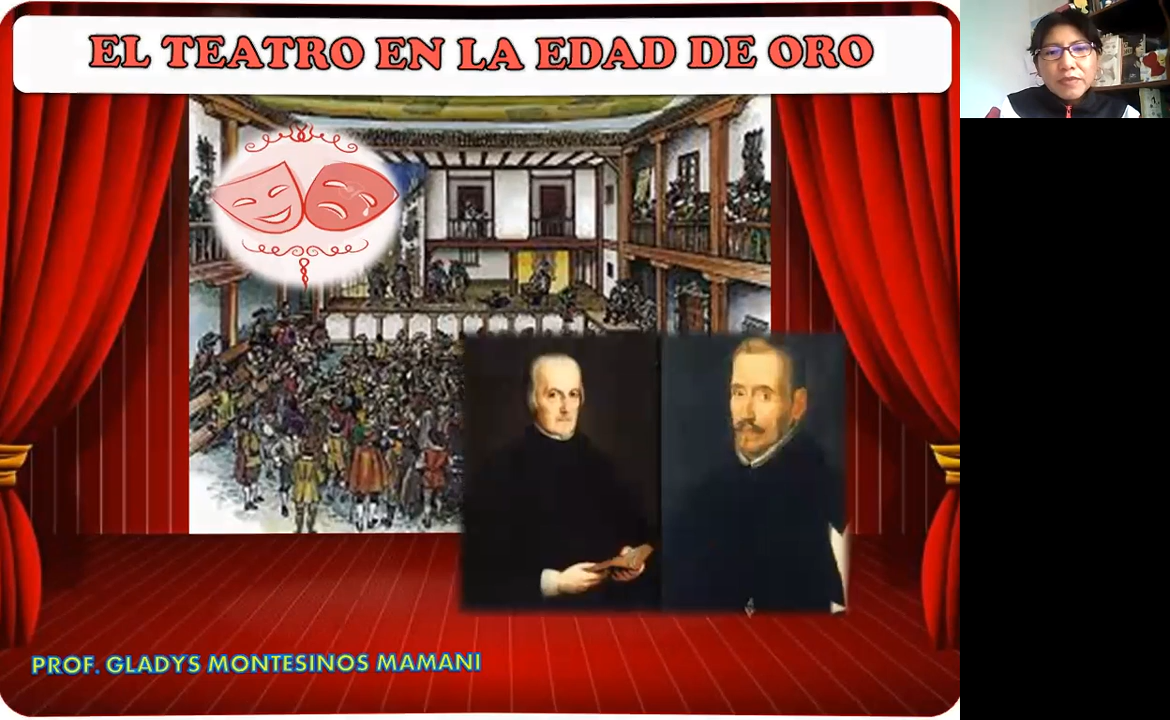 EL TEATRO EN LA EDAD DE ORO
PROF. GLADYS MONTESINOS MAMANI